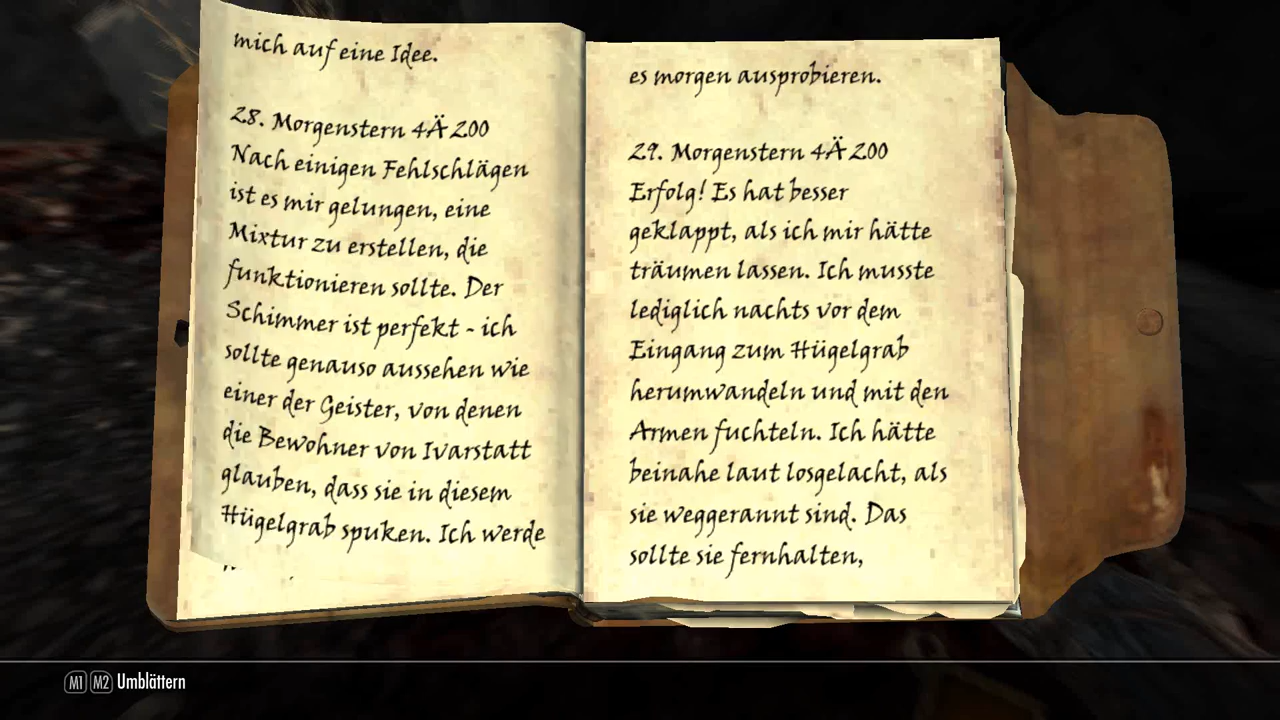 mich auf eine Idee.
28. Morgenstern 4Ä 200
Nach einigen Fehlschlägen
ist es mir gelungen, eine
Mixtur zu erstellen, die
funktionieren sollte. Der
Schimmer ist perfekt - ich
sollte genauso aussehen wie
einer der Geister, von denen
die Bewohner von Ivarstatt
glauben, dass sie in diesem
Hügelgrab spuken. Ich werde
es morgen ausprobieren.
29. Morgenstern 4Ä 200
Erfolg! Es hat besser
geklappt, als ich mir hätte
träumen lassen. Ich musste
lediglich nachts vor dem
Eingang zum Hügelgrab
herumwandeln und mit den
Armen fuchteln. Ich hätte
beinahe laut losgelacht, als
sie weggerannt sind. Das
sollte sie fernhalten,
M1 M2 Umblättern